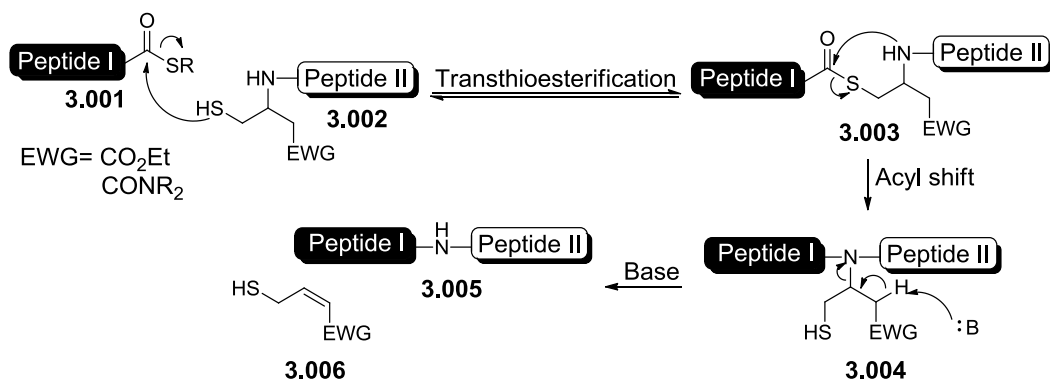 O
Peptide I
SR
3.001
HN
Peptide II
HS
3.002
EWG
EWG= CO₂Et
CONR₂
Transthioesterification
O
HN
Peptide II
Peptide I
S
3.003
EWG
Acyl shift
Peptide I
N
Peptide II
H
HS
EWG
:B
3.004
Base
H
Peptide I
N
Peptide II
3.005
HS
EWG
3.006